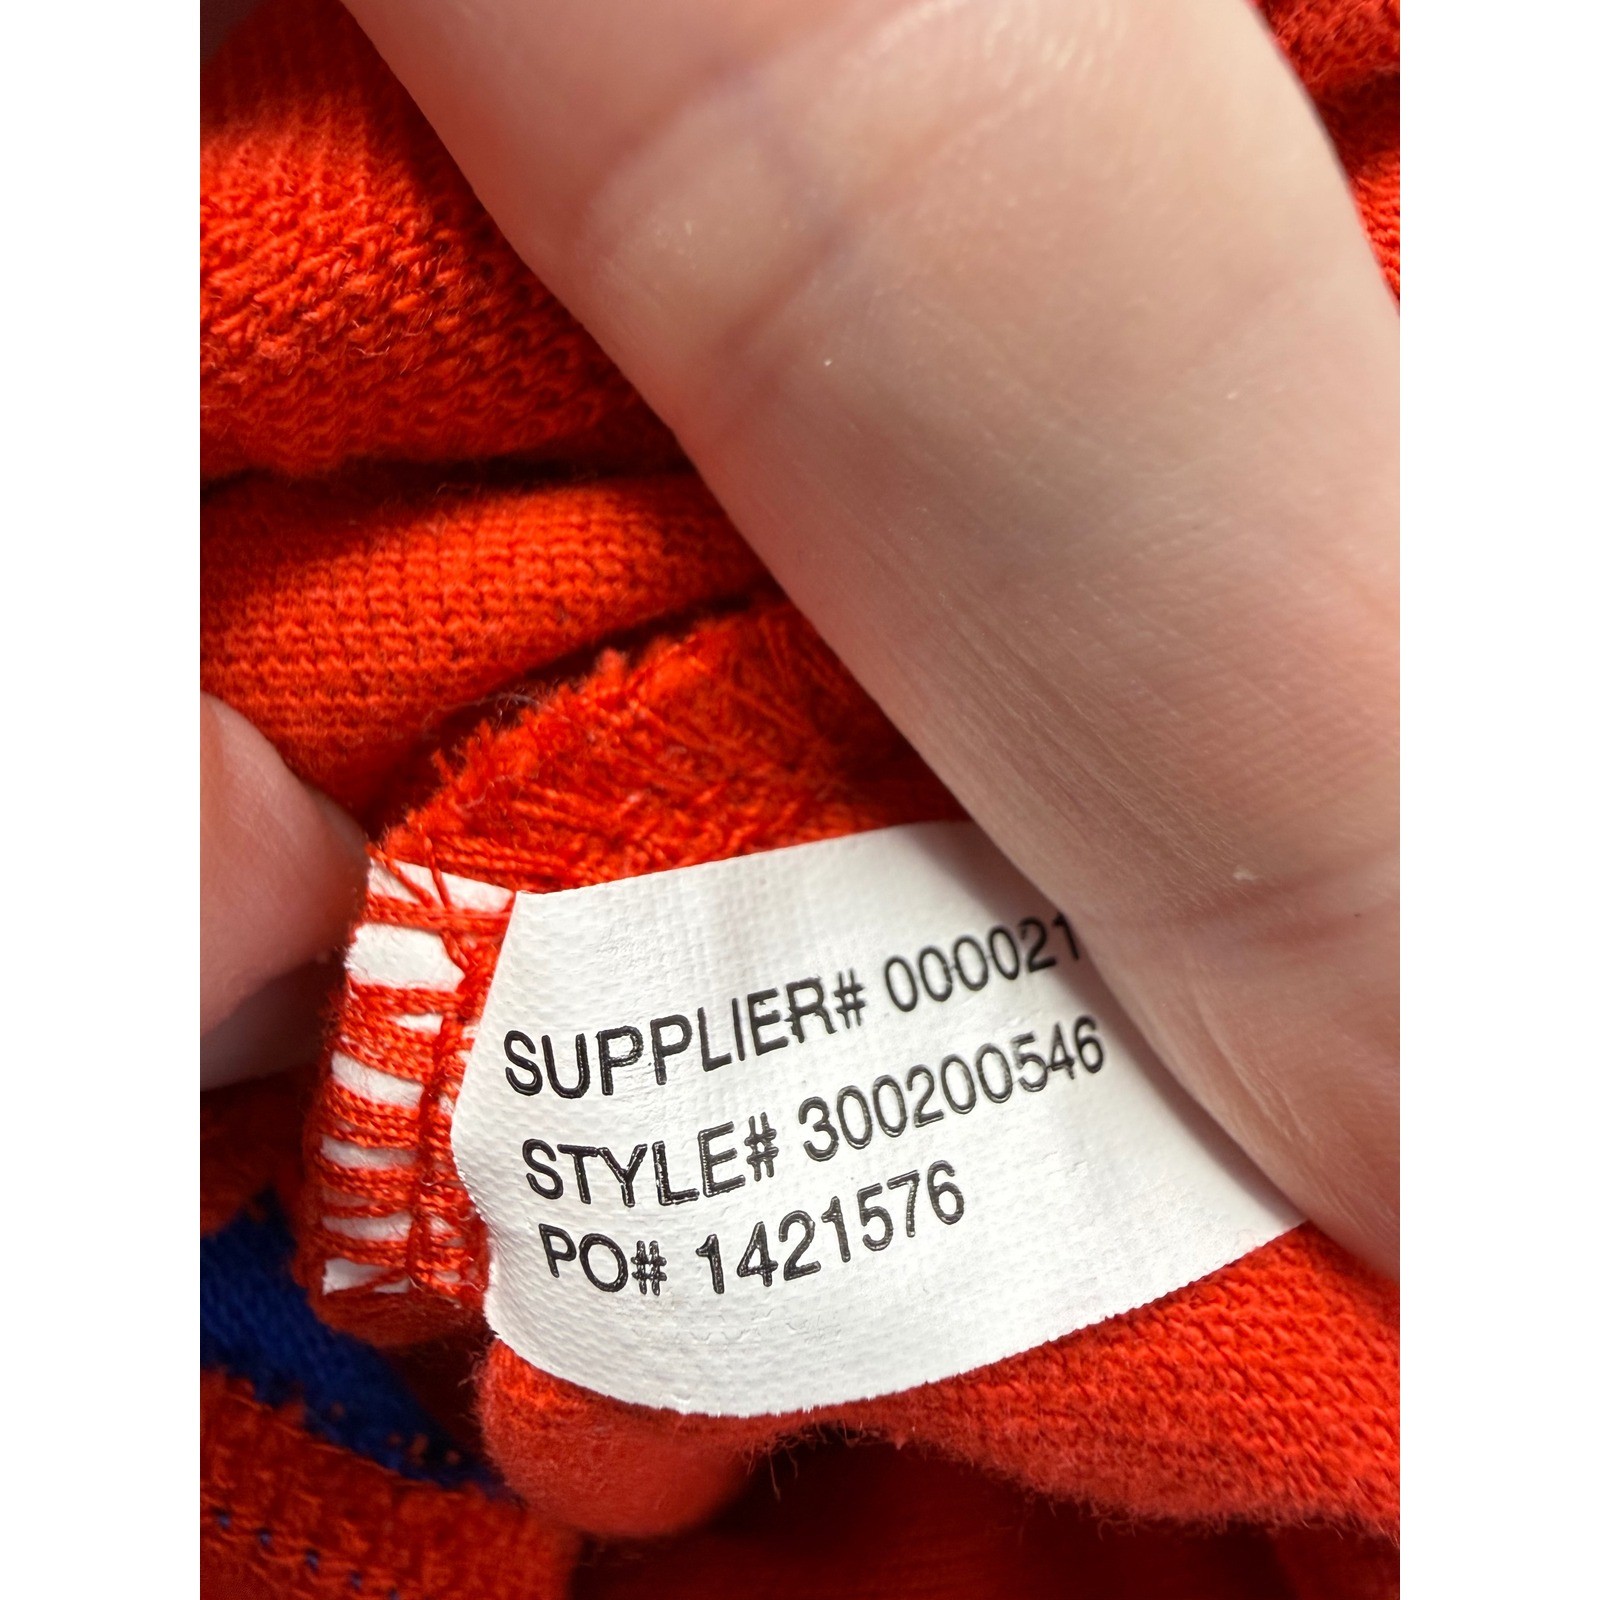 SUPPLIER# 000021
STYLE# 300200546
PO# 1421576